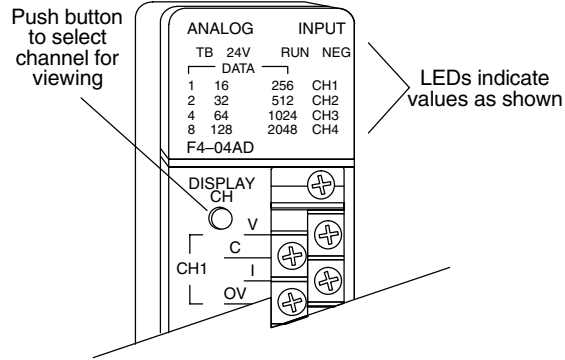 Push button
to select
channel for
viewing
ANALOG INPUT
TB 24V RUN NEG
DATA
1 16 256 CH1
2 32 512 CH2
4 64 1024 CH3
8 128 2048 CH4
F4–04AD
LEDs indicate
values as shown
DISPLAY
CH
V
C
CH1
I
OV